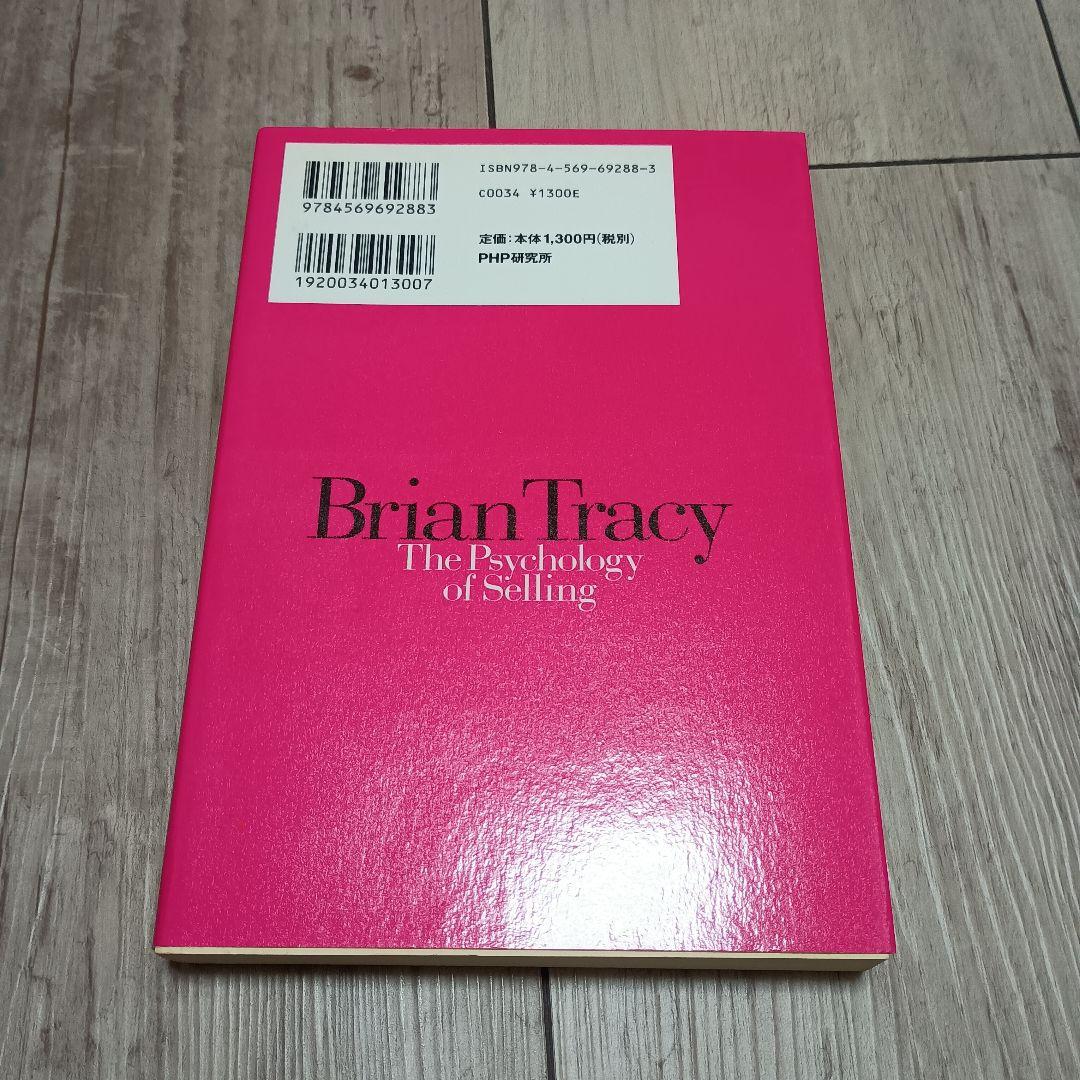 ISBN978-4-569-69288-3
9784569692883
C0034 ¥1300E
定価:本体1,300円(税別)
PHP研究所
1920034013007
Brian Tracy
The Psychology
of Selling